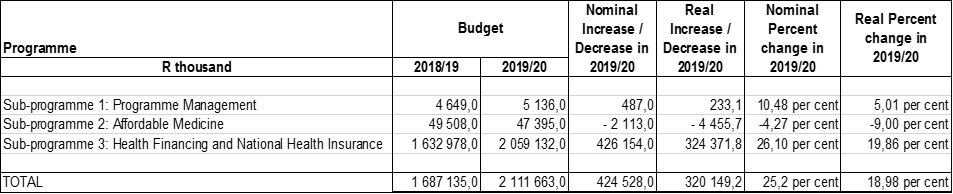 Programme Budget Nominal Increase / Decrease in 2019/20 Real Increase / Decrease in 2019/20 Nominal Percent change in 2019/20 Real Percent change in 2019/20
R thousand 2018/19 2019/20
Sub-programme 1: Programme Management 4 649,0 5 136,0 487,0 233,1 10,48 per cent 5,01 per cent
Sub-programme 2: Affordable Medicine 49 508,0 47 395,0 - 2 113,0 - 4 455,7 -4,27 per cent -9,00 per cent
Sub-programme 3: Health Financing and National Health Insurance 1 632 978,0 2 059 132,0 426 154,0 324 371,8 26,10 per cent 19,86 per cent
TOTAL 1 687 135,0 2 111 663,0 424 528,0 320 149,2 25,2 per cent 18,98 per cent